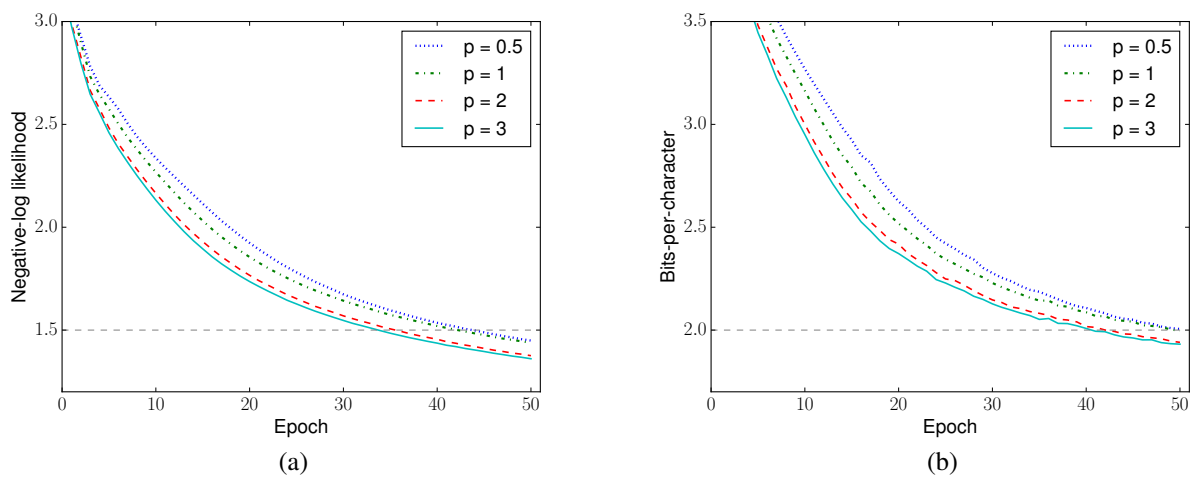 3.0
2.5
2.0
1.5
Negative-log likelihood
p = 0.5
p = 1
p = 2
p = 3
0 10 20 30 40 50
Epoch
(a)
3.5
3.0
2.5
2.0
Bits-per-character
p = 0.5
p = 1
p = 2
p = 3
0 10 20 30 40 50
Epoch
(b)